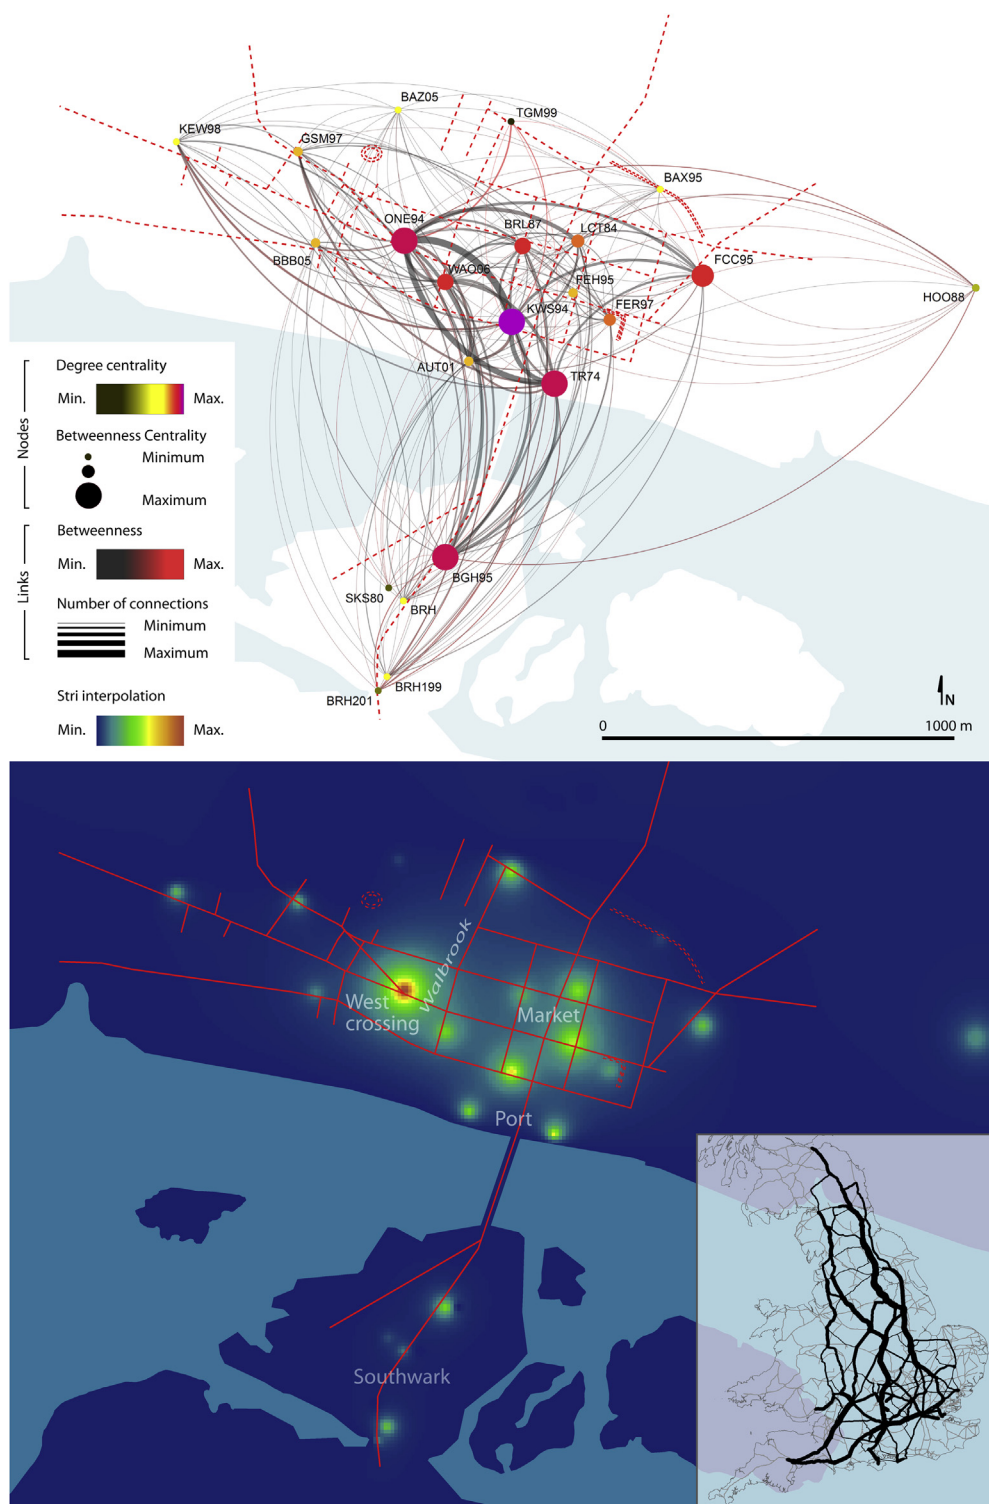 BAZ05
TGM99
KEW98
GSM97
BAX95
ONE94
BRL87
LCT84
BBB05
WAO06
FCC95
FEH95
HOO88
KWS94
FER97
AUT01
TR74
Degree centrality
Min.
Max.
Nodes
Betweenness Centrality
Minimum
Maximum
Betweenness
Min.
Max.
Links
Number of connections
Minimum
Maximum
BGH95
SKS80
BRH
BRH199
BRH201
N
Stri interpolation
Min.
Max.
0
1000 m
Walbrook
West
crossing
Market
Port
Southwark